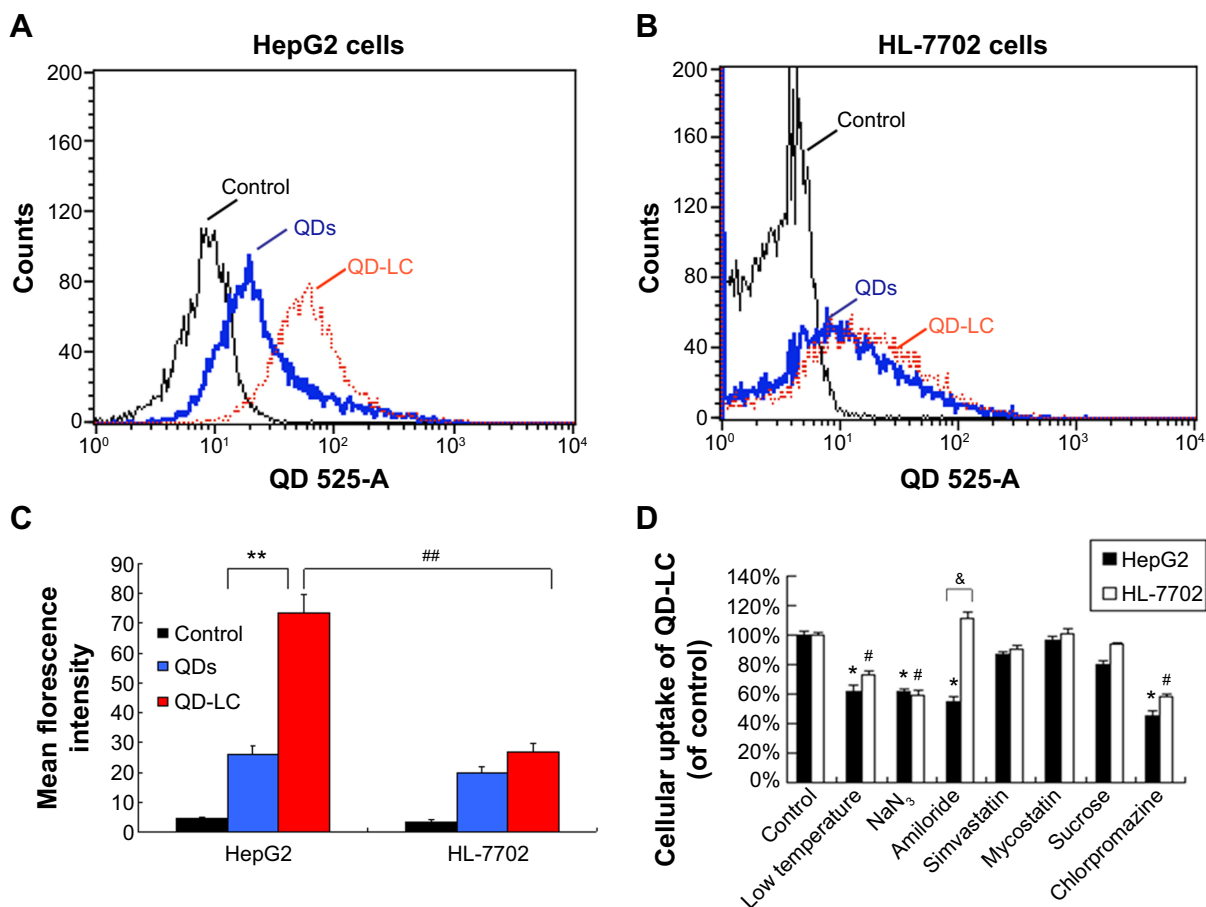 A
HepG2 cells
200
160
120
80
40
0
Counts
Control
QDs
QD-LC
10⁰
10¹
10²
10³
10⁴
QD 525-A
B
HL-7702 cells
200
160
120
80
40
0
Counts
Control
QDs
QD-LC
10⁰
10¹
10²
10³
10⁴
QD 525-A
C
Mean florescence
intensity
90
80
70
60
50
40
30
20
10
0
**
##
Control
QDs
QD-LC
HepG2
HL-7702
D
HepG2
HL-7702
Cellular uptake of QD-LC
(of control)
140%
120%
100%
80%
60%
40%
20%
0%
* #
* #
*
&
* #
Control
Low temperature
NaN₃
Amiloride
Simvastatin
Mycostatin
Sucrose
Chlorpromazine